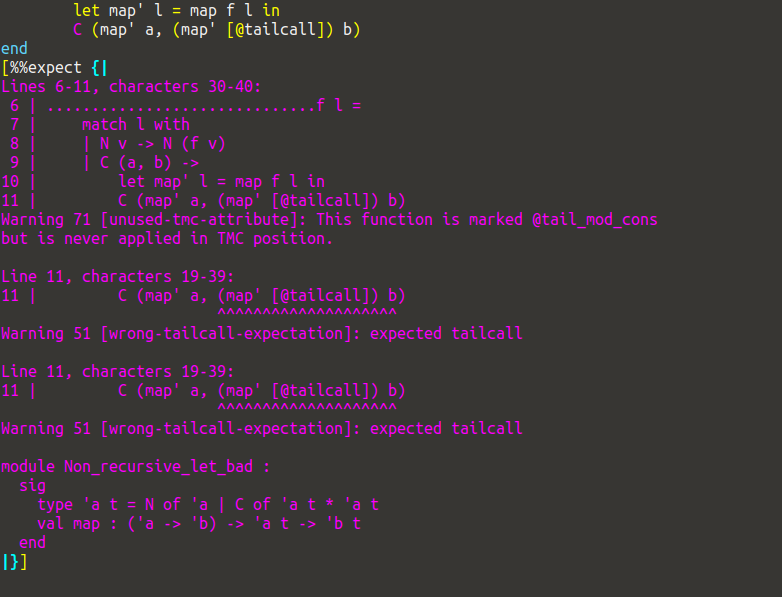 let map' l = map f l in
        C (map' a, (map' [@tailcall]) b)
end
[%%expect {|
Lines 6-11, characters 30-40:
 6 | ..............................f l =
 7 |     match l with
 8 |     | N v -> N (f v)
 9 |     | C (a, b) ->
10 |         let map' l = map f l in
11 |         C (map' a, (map' [@tailcall]) b)
Warning 71 [unused-tmc-attribute]: This function is marked @tail_mod_cons
but is never applied in TMC position.

Line 11, characters 19-39:
11 |         C (map' a, (map' [@tailcall]) b)
                        ^^^^^^^^^^^^^^^^^^^^
Warning 51 [wrong-tailcall-expectation]: expected tailcall

Line 11, characters 19-39:
11 |         C (map' a, (map' [@tailcall]) b)
                        ^^^^^^^^^^^^^^^^^^^^
Warning 51 [wrong-tailcall-expectation]: expected tailcall

module Non_recursive_let_bad :
  sig
    type 'a t = N of 'a | C of 'a t * 'a t
    val map : ('a -> 'b) -> 'a t -> 'b t
  end
|}]